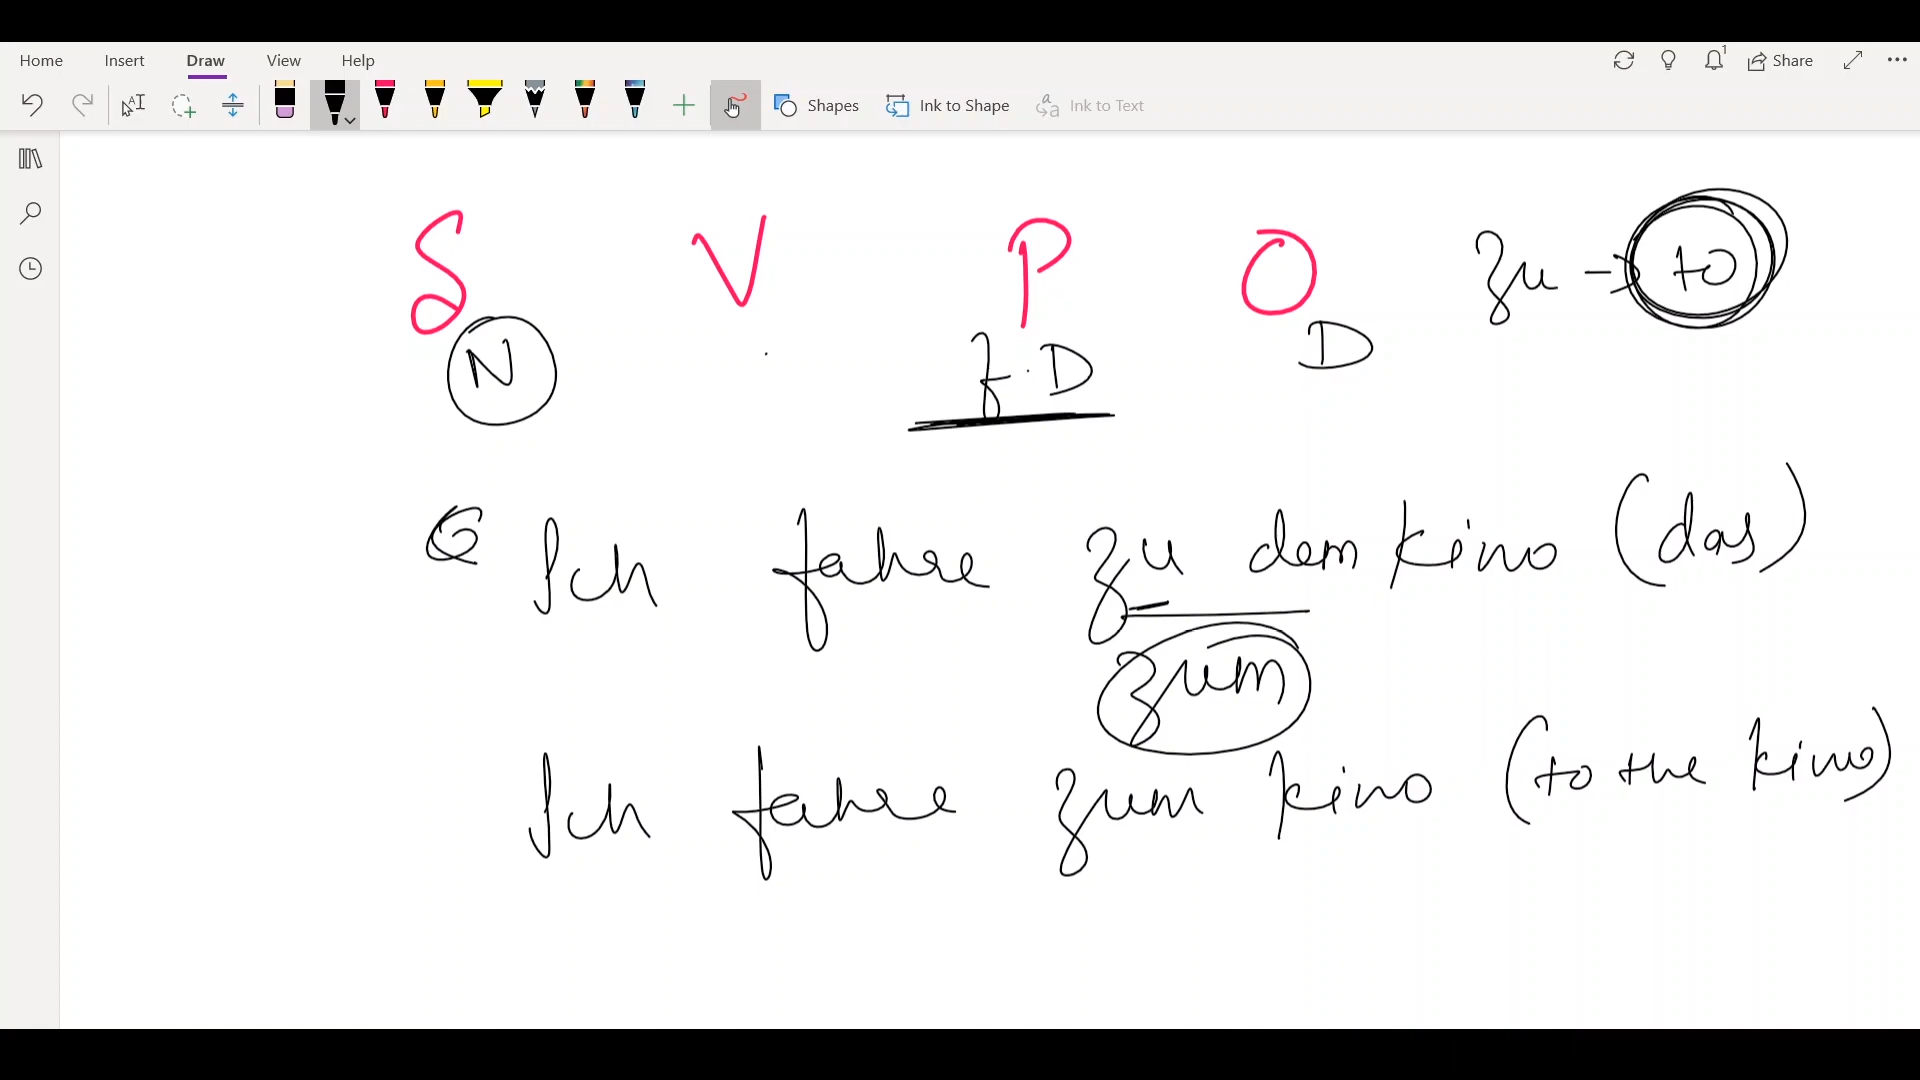 Home Insert Draw View Help 1 Share
Shapes Ink to Shape Ink to Text
S V P O zu → to
N f.D D
Ich fahre zu dem kino (das)
zum
Ich fahre zum kino (to the kino)